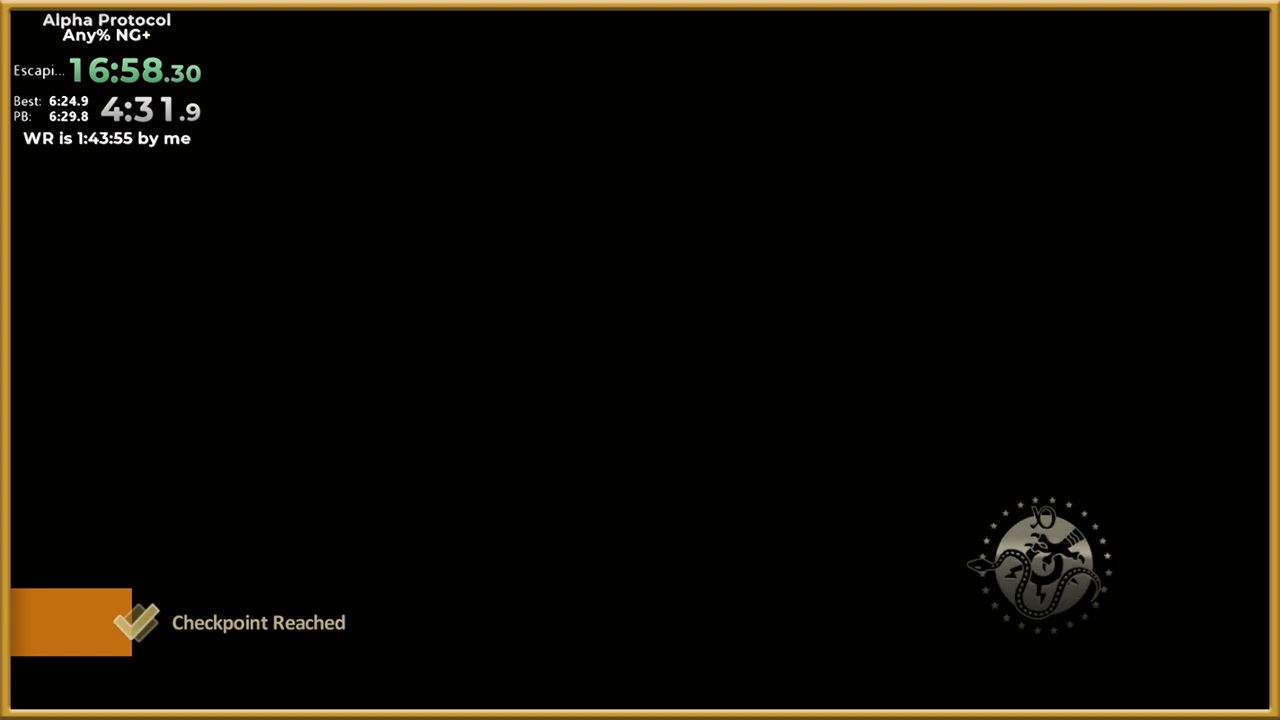 Alpha Protocol
Any% NG+
Escapi... 16:58.30
Best: 6:24.9 4:31.9
PB: 6:29.8
WR is 1:43:55 by me
Checkpoint Reached